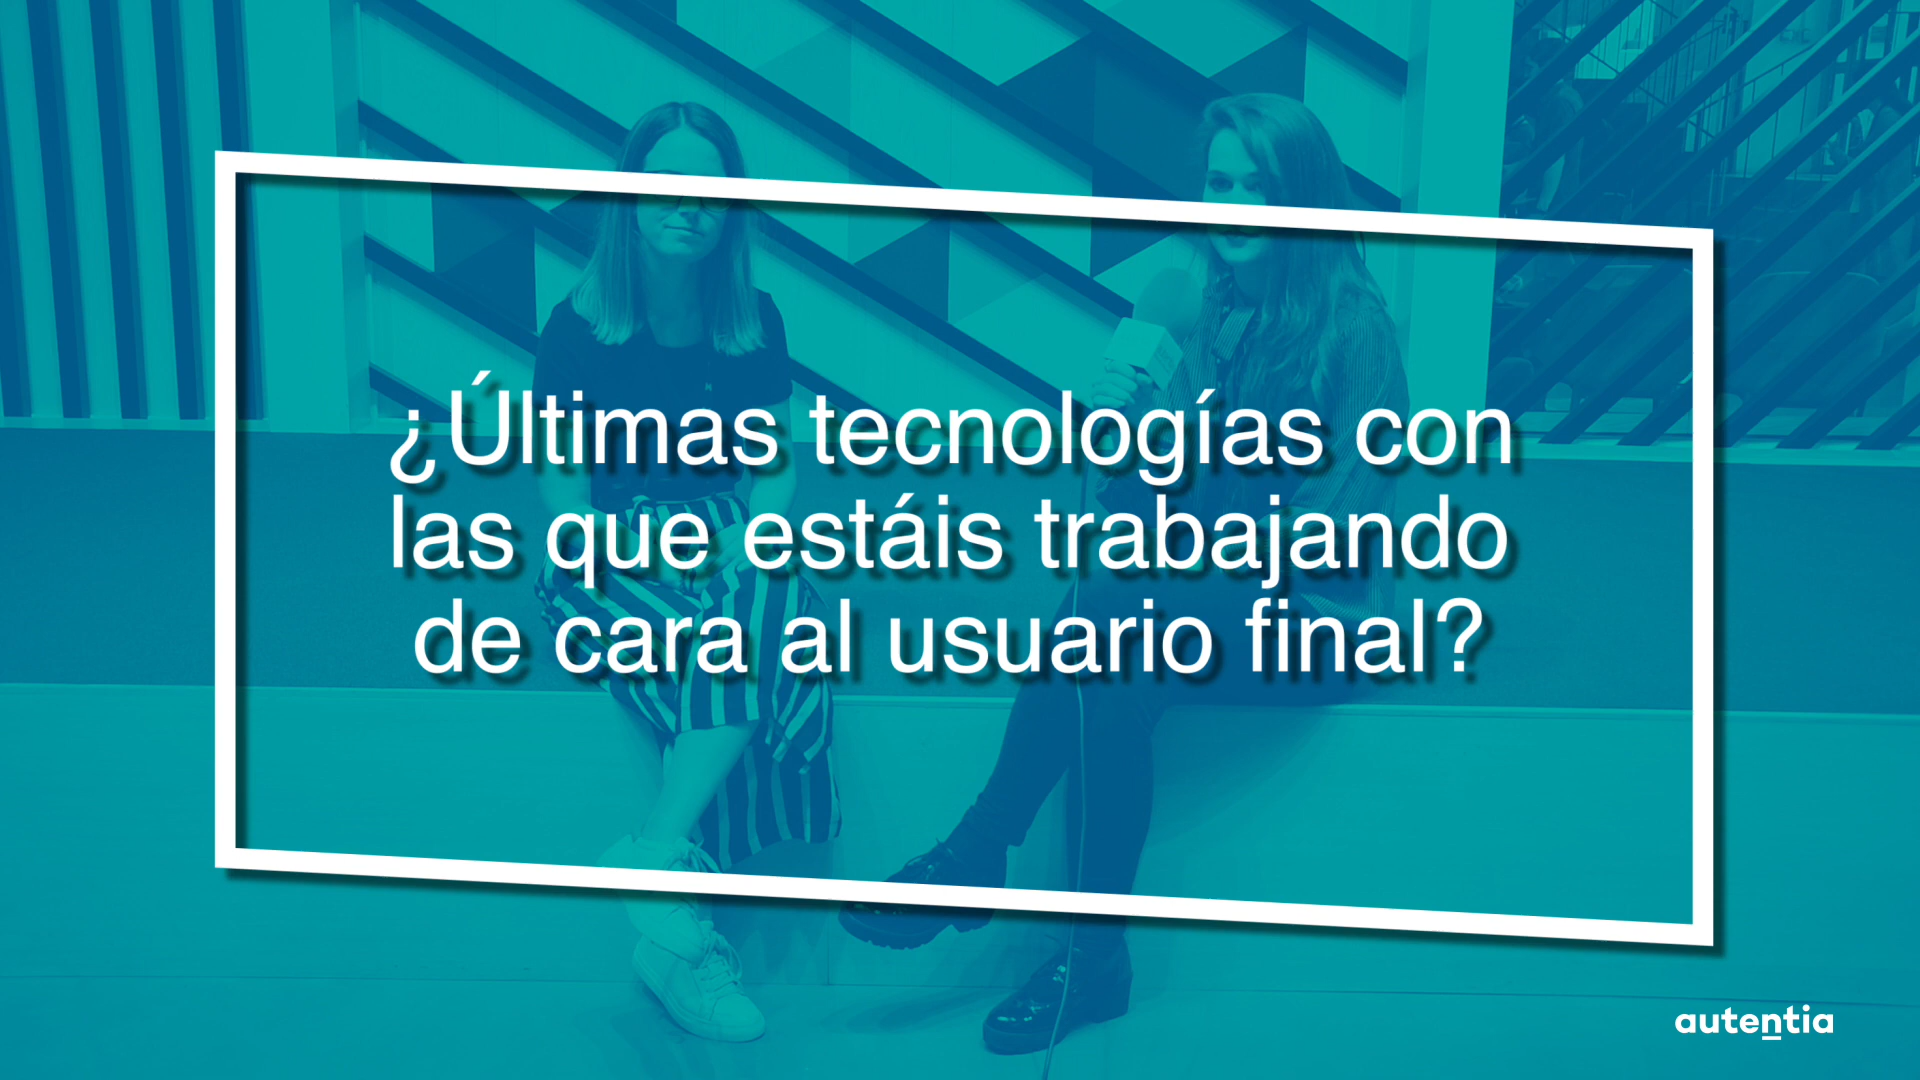 ¿Últimas tecnologías con
las que estáis trabajando
de cara al usuario final?
autentia